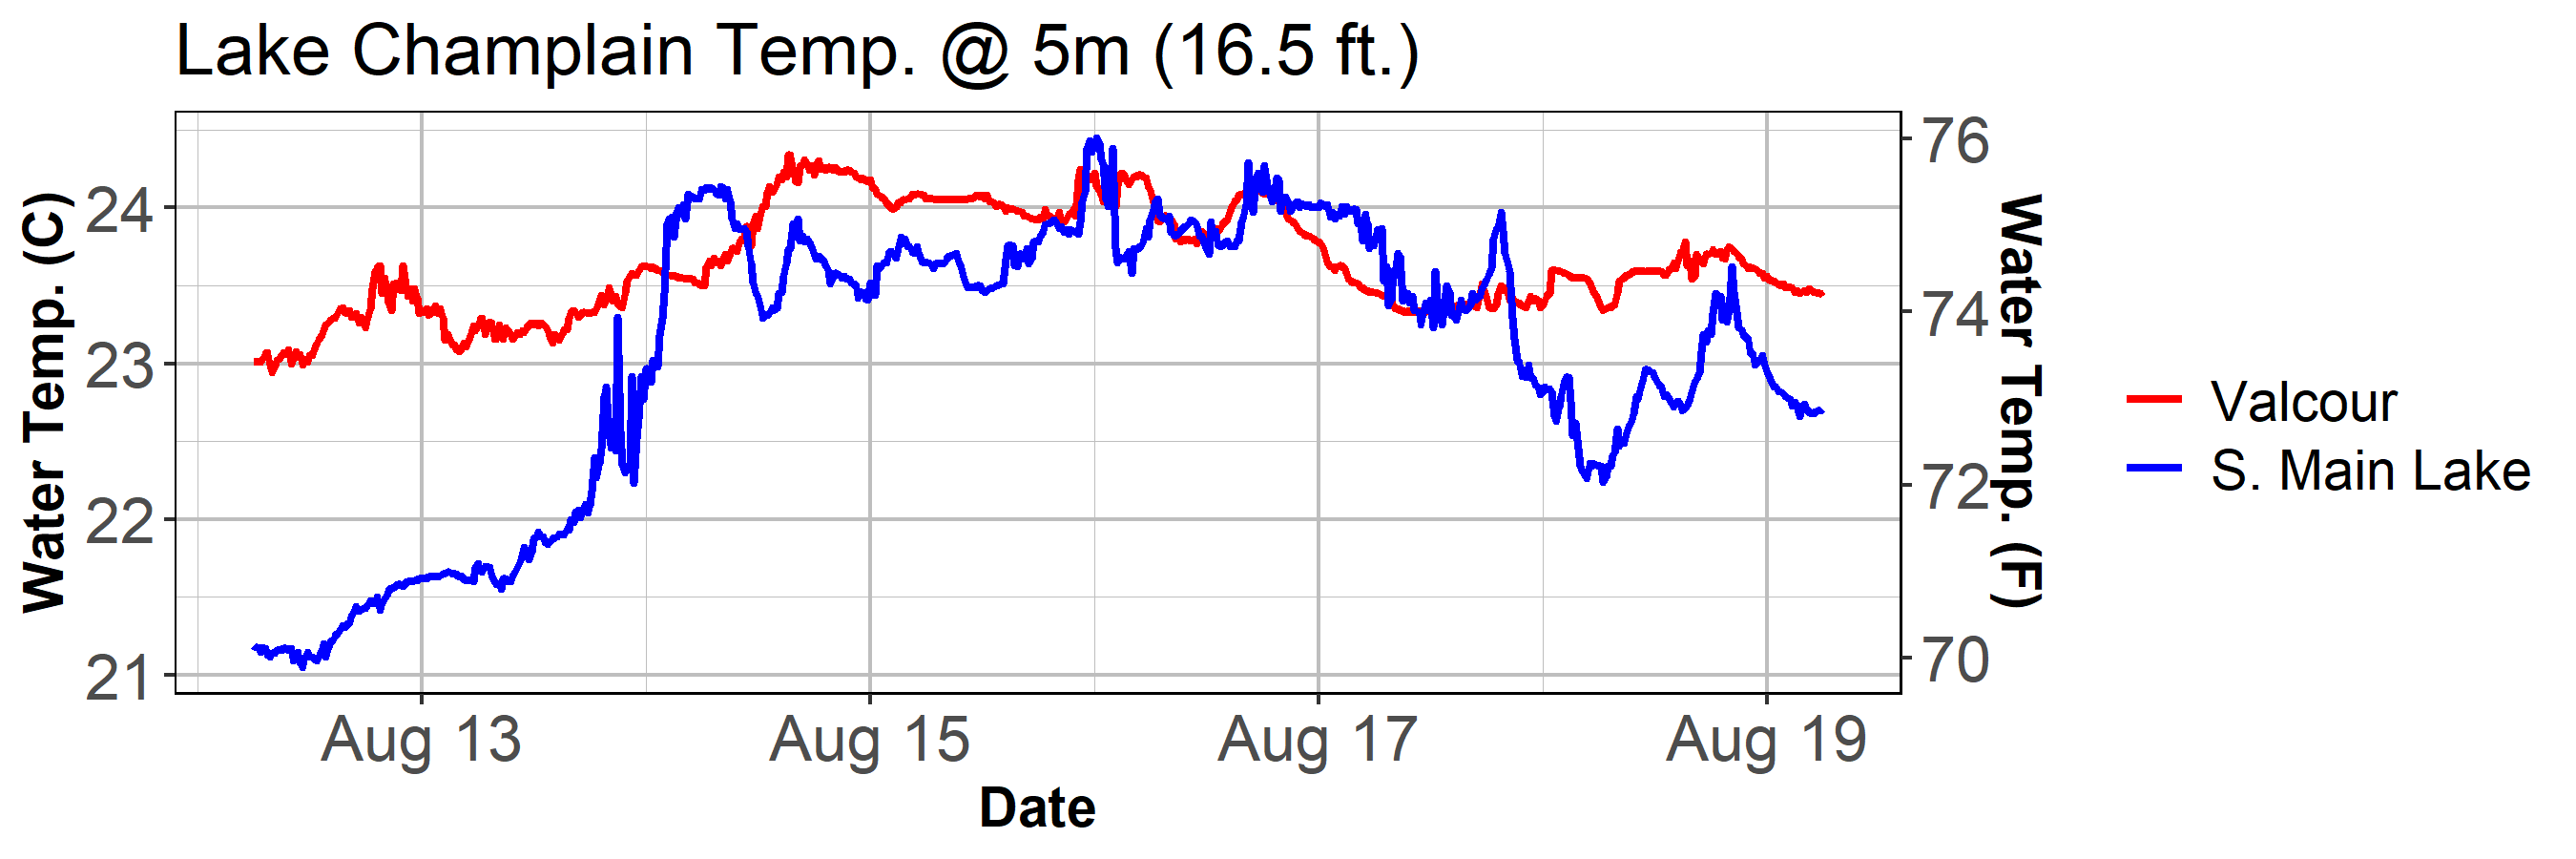 Lake Champlain Temp. @ 5m (16.5 ft.)
Water Temp. (C)
24
23
22
21
76
74
72
70
Water Temp. (F)
Aug 13
Aug 15
Aug 17
Aug 19
Date
Valcour
S. Main Lake